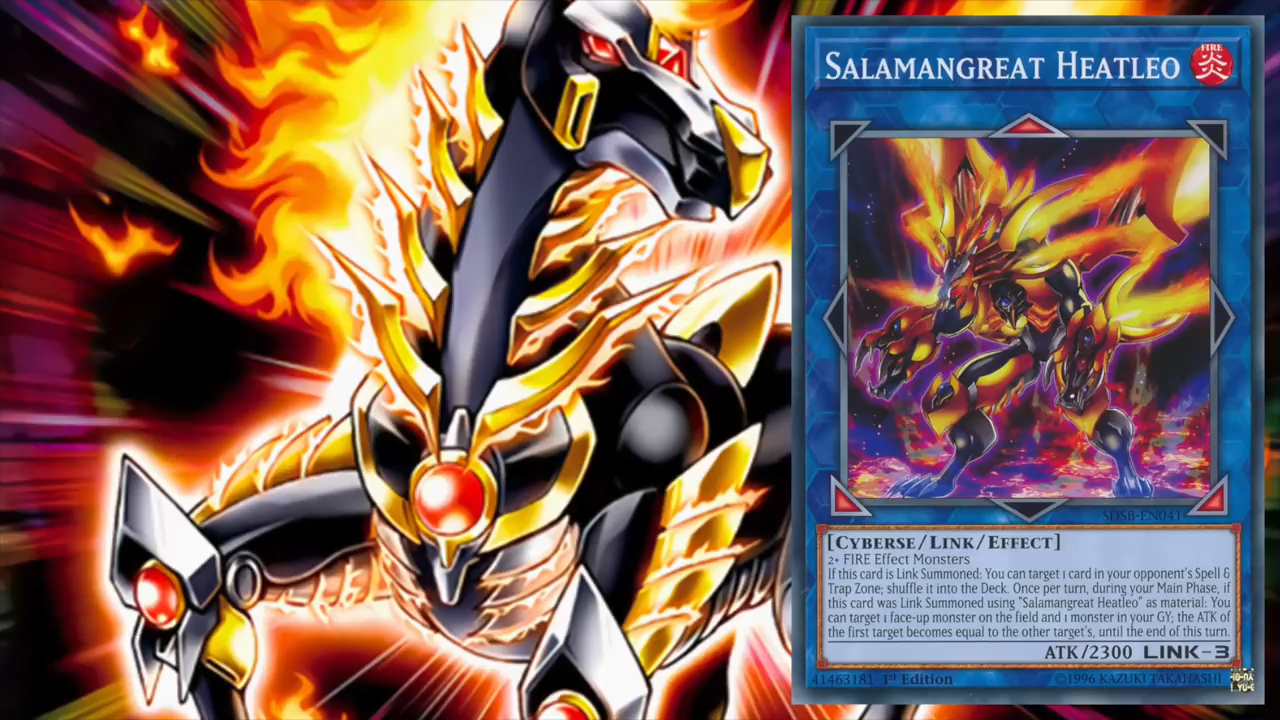 SALAMANGREAT HEATLEO
FIRE
炎
SDSB-EN041
[CYBERSE/LINK/EFFECT]
2+ FIRE Effect Monsters
If this card is Link Summoned: You can target 1 card in your opponent's Spell &
Trap Zone; shuffle it into the Deck. Once per turn, during your Main Phase, if
this card was Link Summoned using "Salamangreat Heatleo" as material: You
can target 1 face-up monster on the field and 1 monster in your GY; the ATK of
the first target becomes equal to the other target's, until the end of this turn.
ATK/2300 LINK-3
41463181 1st Edition ©1996 KAZUKI TAKAHASHI